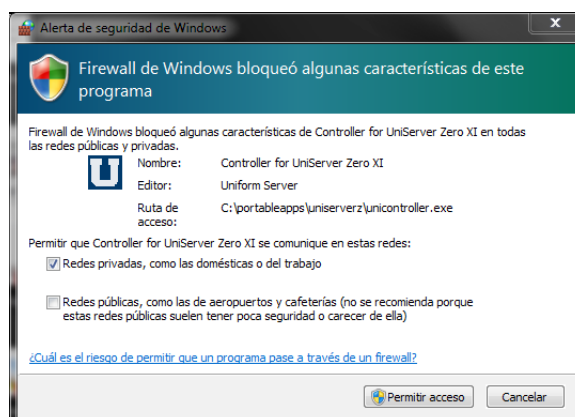 Alerta de seguridad de Windows
x
Firewall de Windows bloqueó algunas características de este
programa
Firewall de Windows bloqueó algunas características de Controller for UniServer Zero XI en todas
las redes públicas y privadas.
U
Nombre: Controller for UniServer Zero XI
Editor: Uniform Server
Ruta de C:\portableapps\uniserverz\unicontroller.exe
acceso:
Permitir que Controller for UniServer Zero XI se comunique en estas redes:
Redes privadas, como las domésticas o del trabajo
Redes públicas, como las de aeropuertos y cafeterías (no se recomienda porque
estas redes públicas suelen tener poca seguridad o carecer de ella)
¿Cuál es el riesgo de permitir que un programa pase a través de un firewall?
Permitir acceso Cancelar